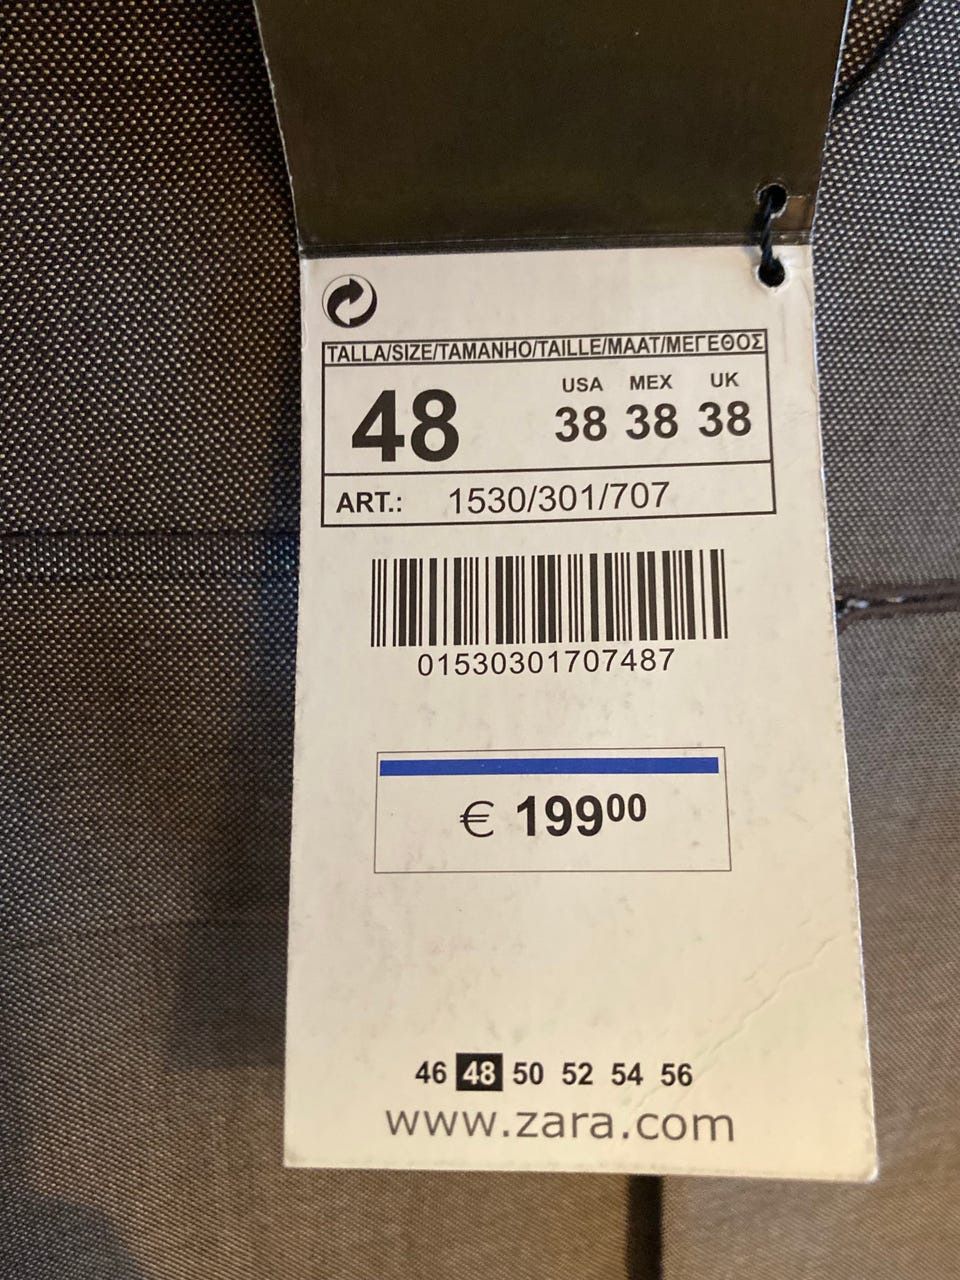 TALLA/SIZE/TAMANHO/TAILLE/MAAT/ΜΕΓΕΘΟΣ
48
USA MEX UK
38 38 38
ART.: 1530/301/707
01530301707487
€ 199⁰⁰
46 48 50 52 54 56
www.zara.com